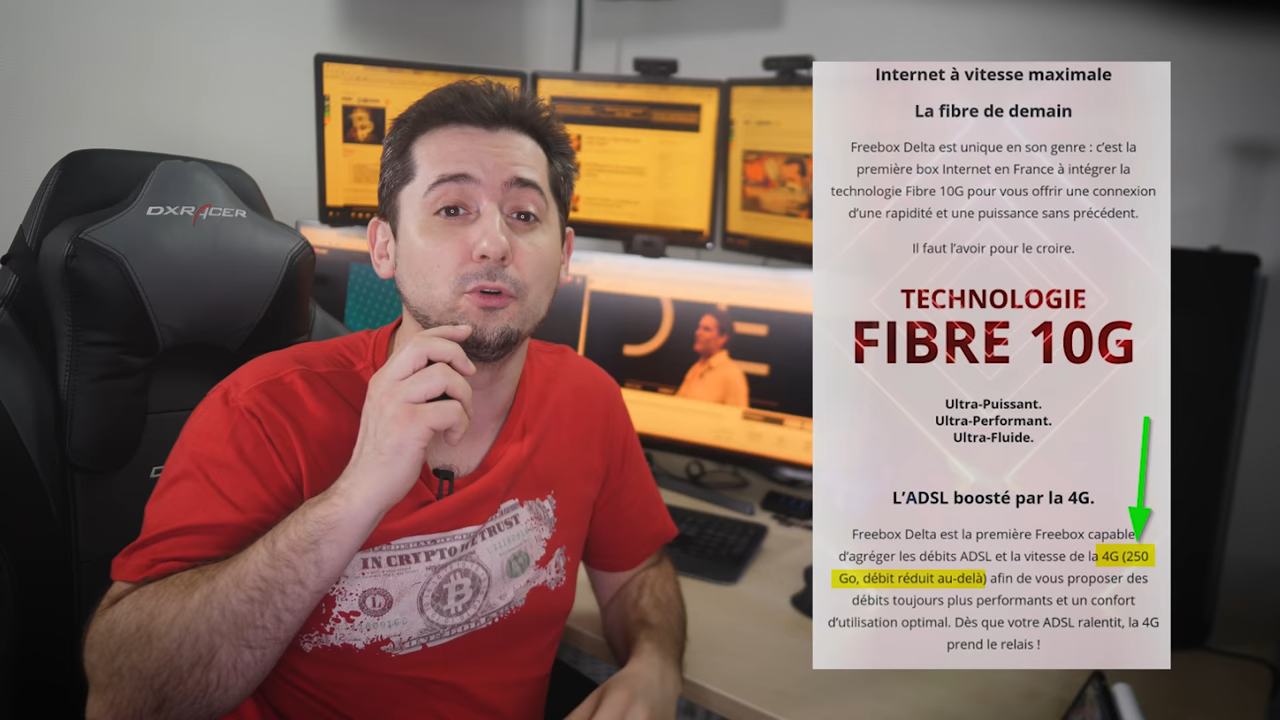 Internet à vitesse maximale
La fibre de demain
Freebox Delta est unique en son genre : c’est la
première box Internet en France à intégrer la
technologie Fibre 10G pour vous offrir une connexion
d’une rapidité et une puissance sans précédent.
Il faut l’avoir pour le croire.
TECHNOLOGIE
FIBRE 10G
Ultra-Puissant.
Ultra-Performant.
Ultra-Fluide.
L’ADSL boosté par la 4G.
Freebox Delta est la première Freebox capable
d’agréger les débits ADSL et la vitesse de la 4G (250
Go, débit réduit au-delà) afin de vous proposer des
débits toujours plus performants et un confort
d’utilisation optimal. Dès que votre ADSL ralentit, la 4G
prend le relais !
DXRACER
IN CRYPTO WE TRUST